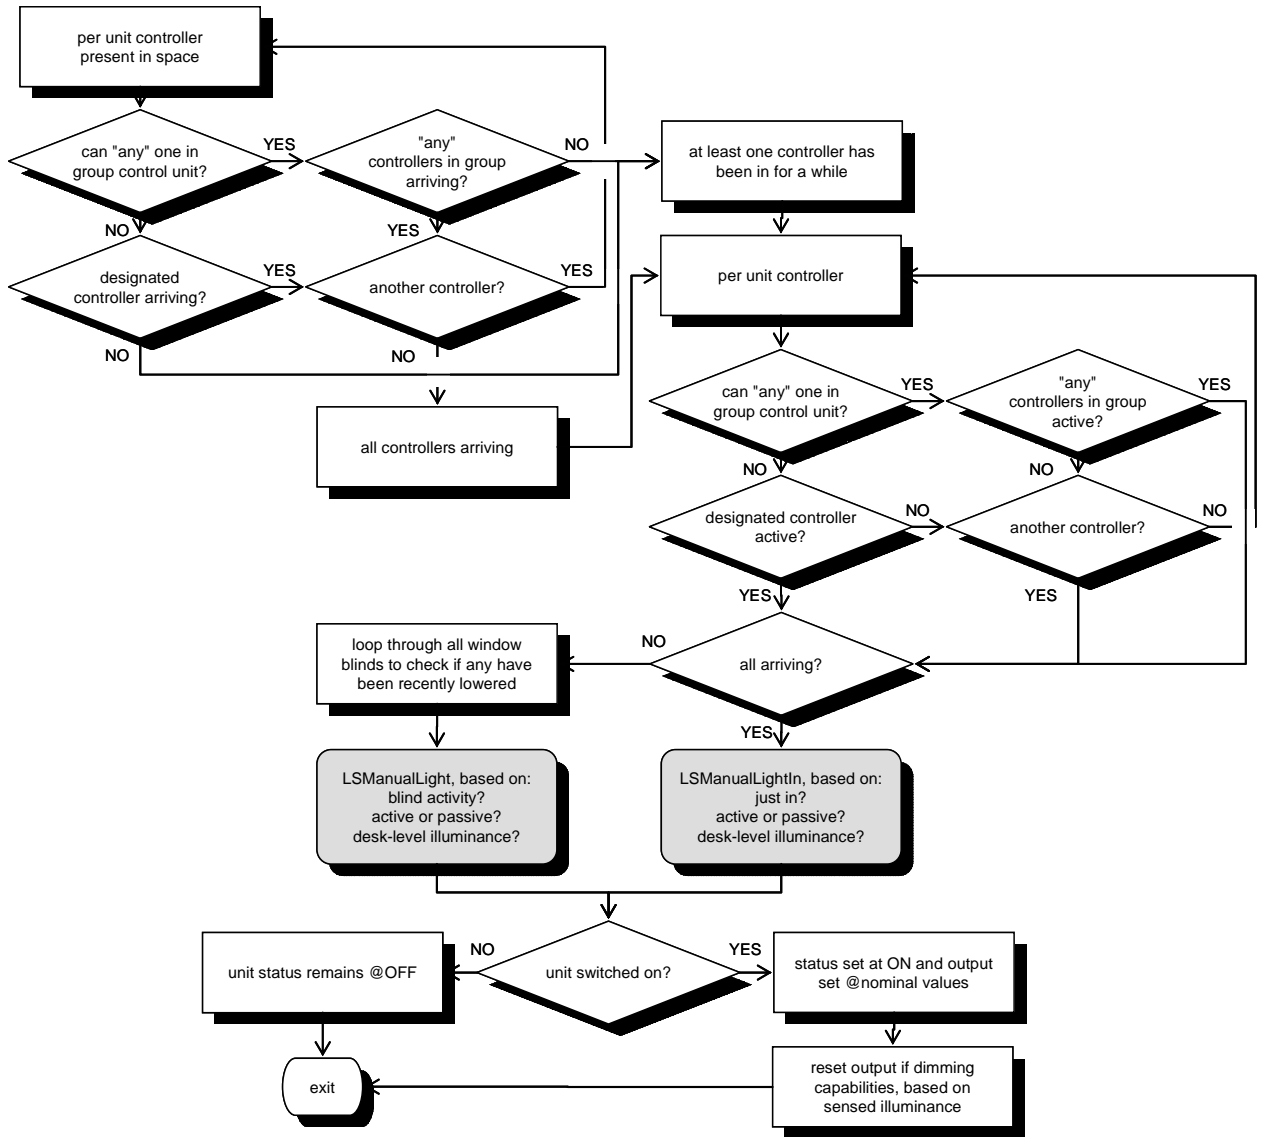 per unit controller
present in space
can "any" one in
group control unit?
YES
"any"
controllers in group
arriving?
NO
at least one controller has
been in for a while
NO
YES
designated
controller arriving?
YES
another controller?
YES
per unit controller
NO
NO
all controllers arriving
can "any" one in
group control unit?
YES
"any"
controllers in group
active?
YES
NO
NO
designated controller
active?
NO
another controller?
NO
YES
YES
loop through all window
blinds to check if any have
been recently lowered
NO
all arriving?
YES
LSManualLight, based on:
blind activity?
active or passive?
desk-level illuminance?
LSManualLightIn, based on:
just in?
active or passive?
desk-level illuminance?
unit status remains @OFF
NO
unit switched on?
YES
status set at ON and output
set @nominal values
exit
reset output if dimming
capabilities, based on
sensed illuminance